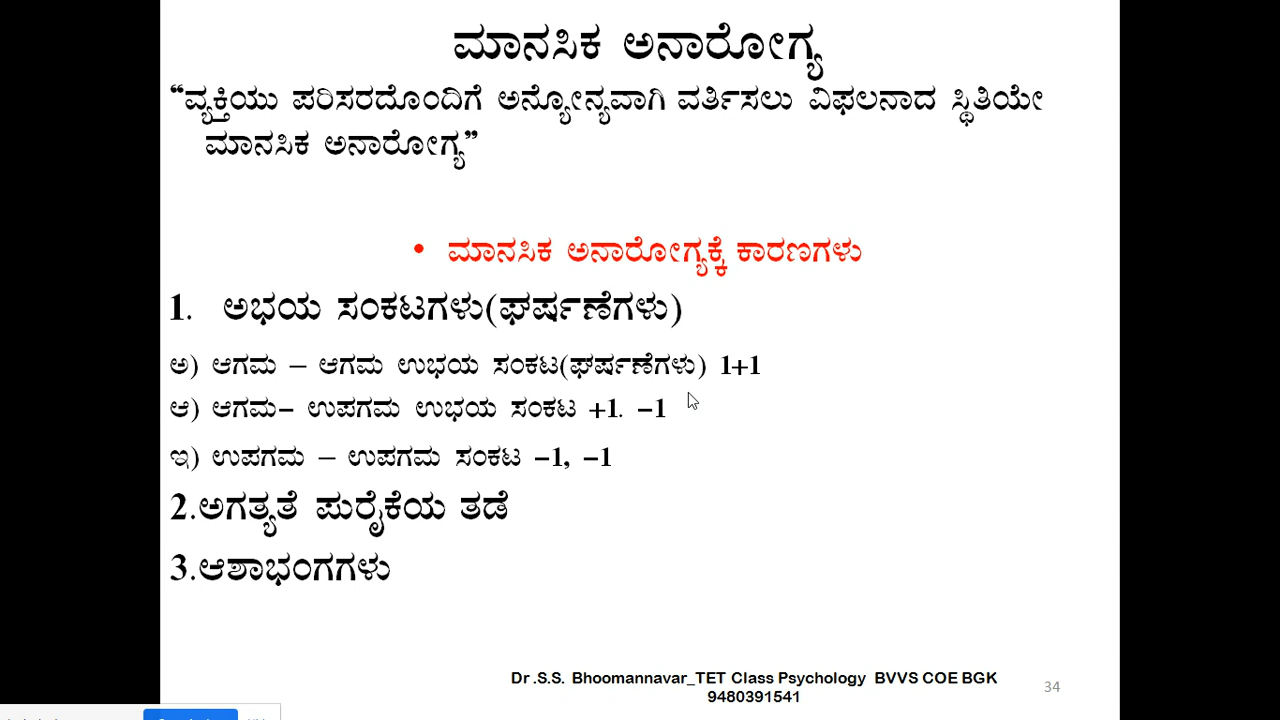 ಮಾನಸಿಕ ಅನಾರೋಗ್ಯ
“ವ್ಯಕ್ತಿಯು ಪರಿಸರದೊಂದಿಗೆ ಅನ್ಯೋನ್ಯವಾಗಿ ವರ್ತಿಸಲು ವಿಫಲನಾದ ಸ್ಥಿತಿಯೇ
ಮಾನಸಿಕ ಅನಾರೋಗ್ಯ”
• ಮಾನಸಿಕ ಅನಾರೋಗ್ಯಕ್ಕೆ ಕಾರಣಗಳು
1. ಅಭಯ ಸಂಕಟಗಳು(ಘರ್ಷಣೆಗಳು)
ಅ) ಆಗಮ – ಆಗಮ ಉಭಯ ಸಂಕಟ(ಘರ್ಷಣೆಗಳು) 1+1
ಆ) ಆಗಮ– ಉಪಗಮ ಉಭಯ ಸಂಕಟ +1. –1
ಇ) ಉಪಗಮ – ಉಪಗಮ ಸಂಕಟ –1, –1
2.ಅಗತ್ಯತೆ ಪುರೈಕೆಯ ತಡೆ
3.ಆಶಾಭಂಗಗಳು
Dr .S.S. Bhoomannavar_TET Class Psychology BVVS COE BGK
9480391541
34